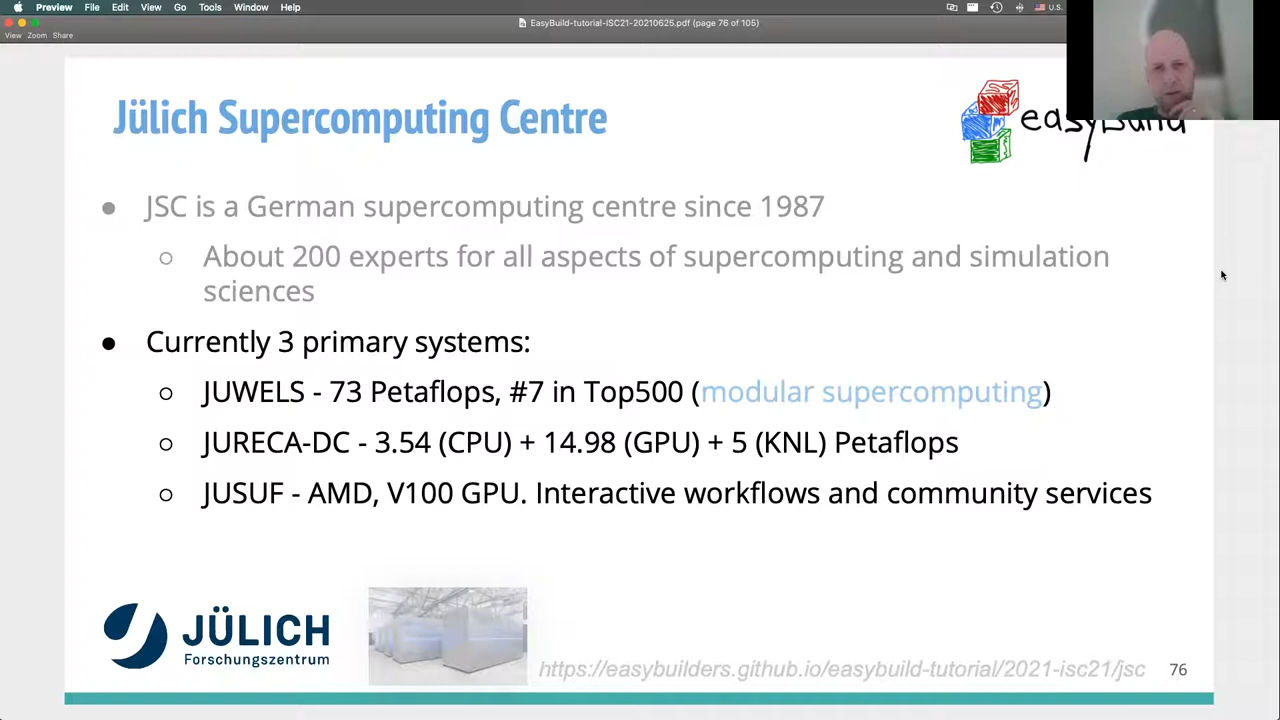 Preview File Edit View Go Tools Window Help
U.S.
EasyBuild-tutorial-ISC21-20210625.pdf (page 76 of 105)
View Zoom Share
Jülich Supercomputing Centre
easybuild
● JSC is a German supercomputing centre since 1987
○ About 200 experts for all aspects of supercomputing and simulation
sciences
● Currently 3 primary systems:
○ JUWELS - 73 Petaflops, #7 in Top500 (modular supercomputing)
○ JURECA-DC - 3.54 (CPU) + 14.98 (GPU) + 5 (KNL) Petaflops
○ JUSUF - AMD, V100 GPU. Interactive workflows and community services
JÜLICH
Forschungszentrum
https://easybuilders.github.io/easybuild-tutorial/2021-isc21/jsc
76